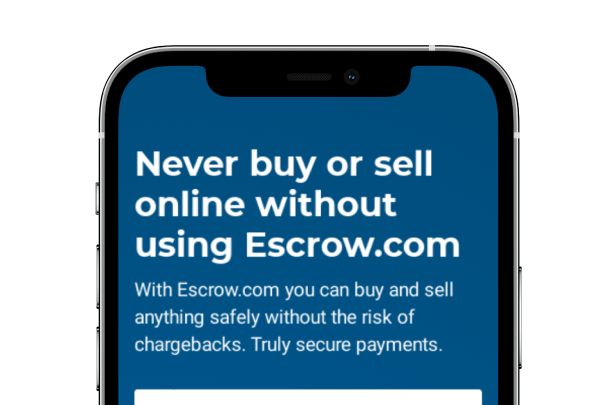 Never buy or sell
online without
using Escrow.com
With Escrow.com you can buy and sell
anything safely without the risk of
chargebacks. Truly secure payments.